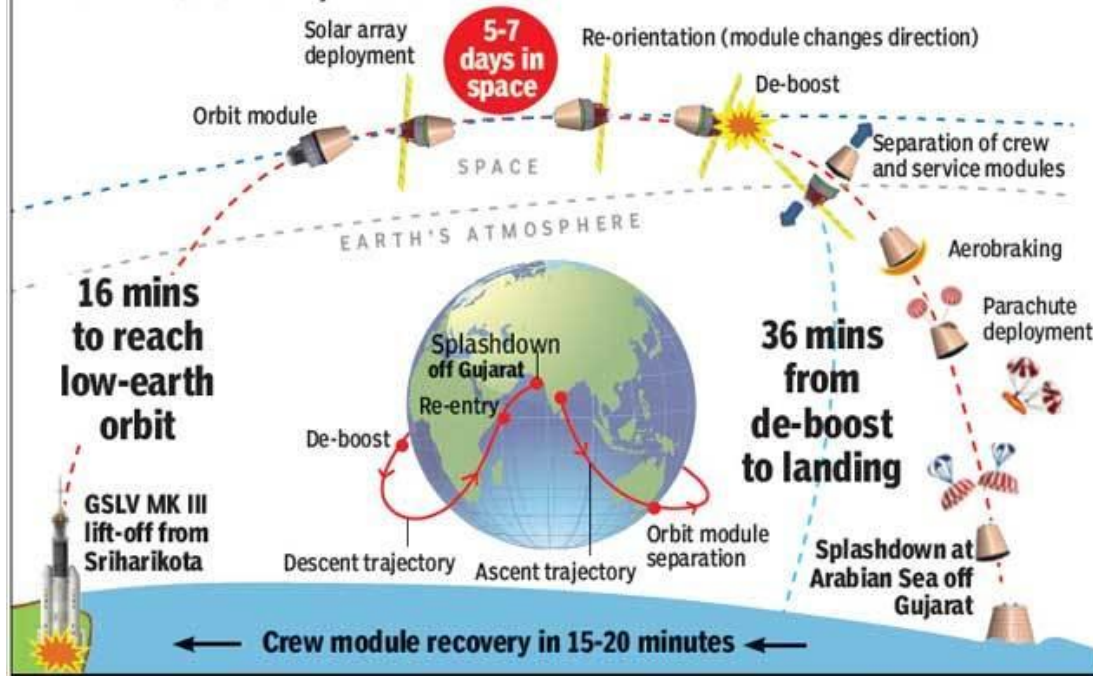 Solar array
deployment
5-7
days in
space
Re-orientation (module changes direction)
De-boost
Orbit module
Separation of crew
and service modules
SPACE
EARTH'S ATMOSPHERE
Aerobraking
16 mins
to reach
low-earth
orbit
Parachute
deployment
36 mins
from
de-boost
to landing
Splashdown
off Gujarat
Re-entry
De-boost
GSLV MK III
lift-off from
Sriharikota
Descent trajectory
Ascent trajectory
Orbit module
separation
Splashdown at
Arabian Sea off
Gujarat
Crew module recovery in 15-20 minutes